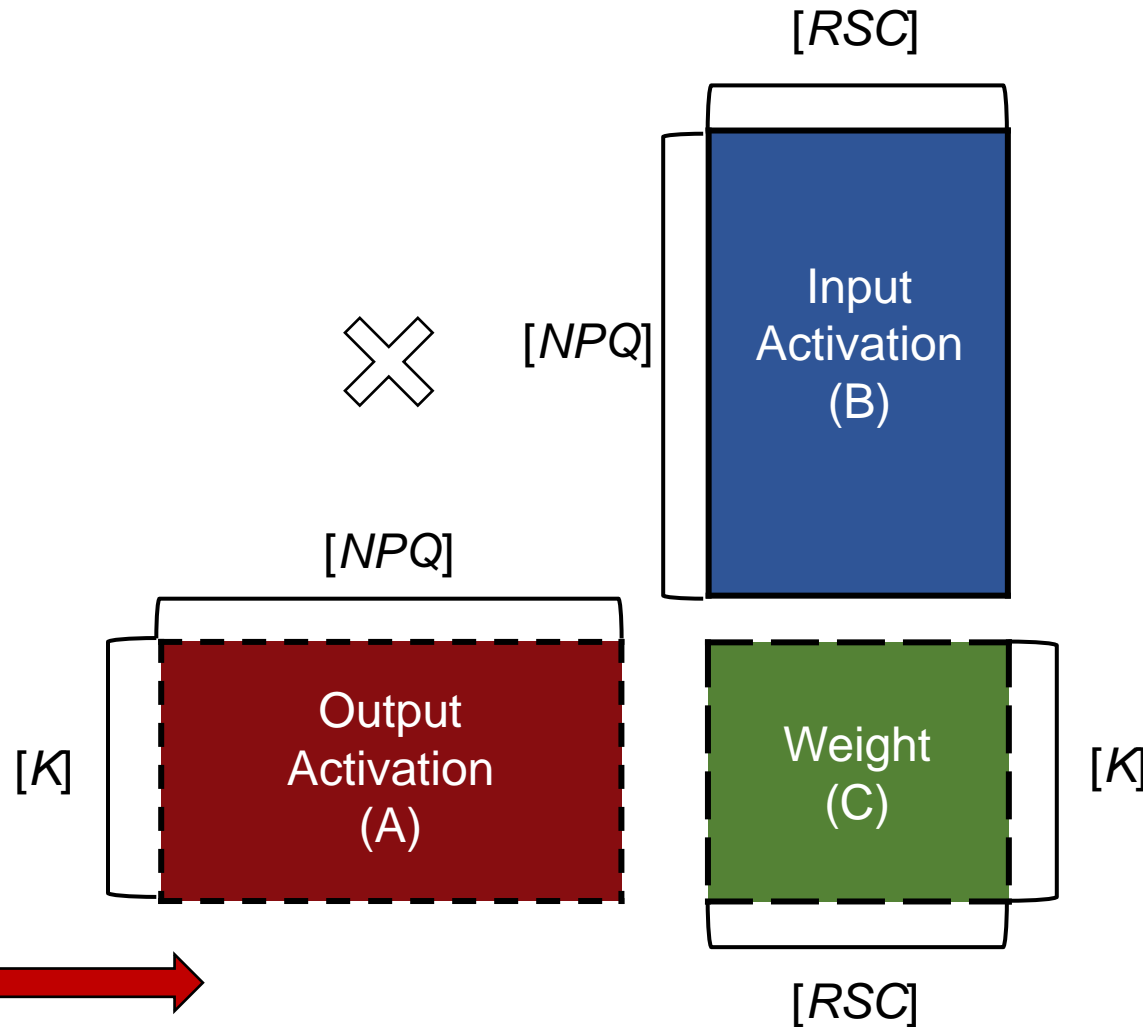 [RSC]
[NPQ]
Input
Activation
(B)
[NPQ]
[K]
Output
Activation
(A)
Weight
(C)
[K]
[RSC]